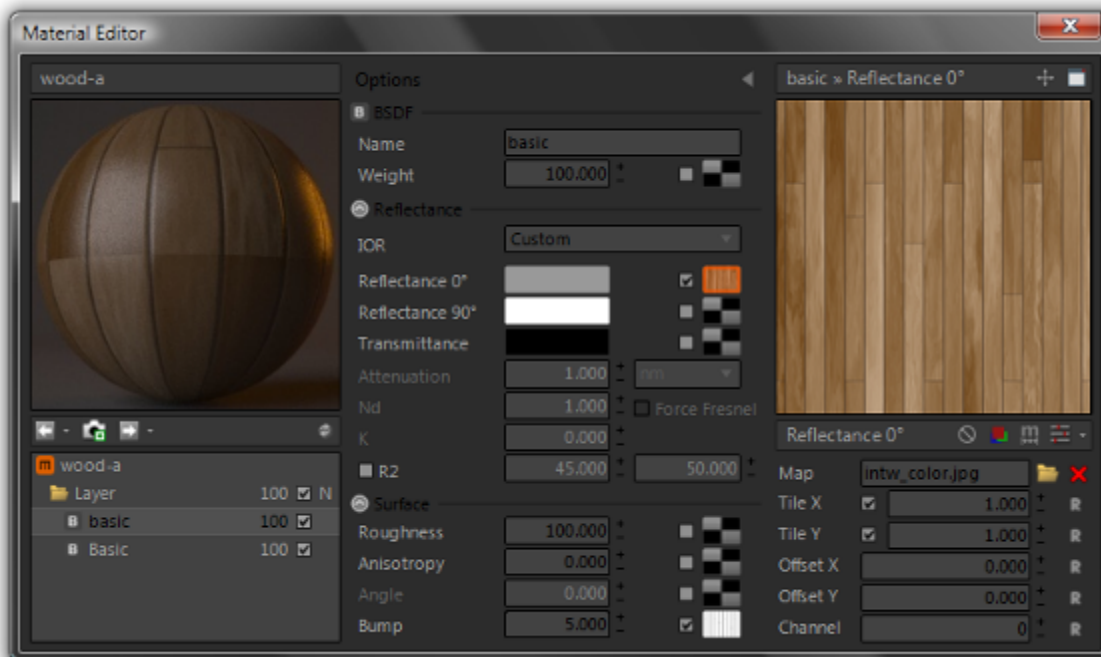 Material Editor
wood-a
Options
basic » Reflectance 0°
B BSDF
Name basic
Weight 100.000
Reflectance
IOR Custom
Reflectance 0°
Reflectance 90°
Transmittance
Attenuation 1.000 nm
Nd 1.000 Force Fresnel
K 0.000
R2 45.000 50.000
Surface
Roughness 100.000
Anisotropy 0.000
Angle 0.000
Bump 5.000
m wood-a
Layer 100 N
B basic 100
B Basic 100
Reflectance 0°
Map intw_color.jpg
Tile X 1.000 R
Tile Y 1.000 R
Offset X 0.000 R
Offset Y 0.000 R
Channel 0 R